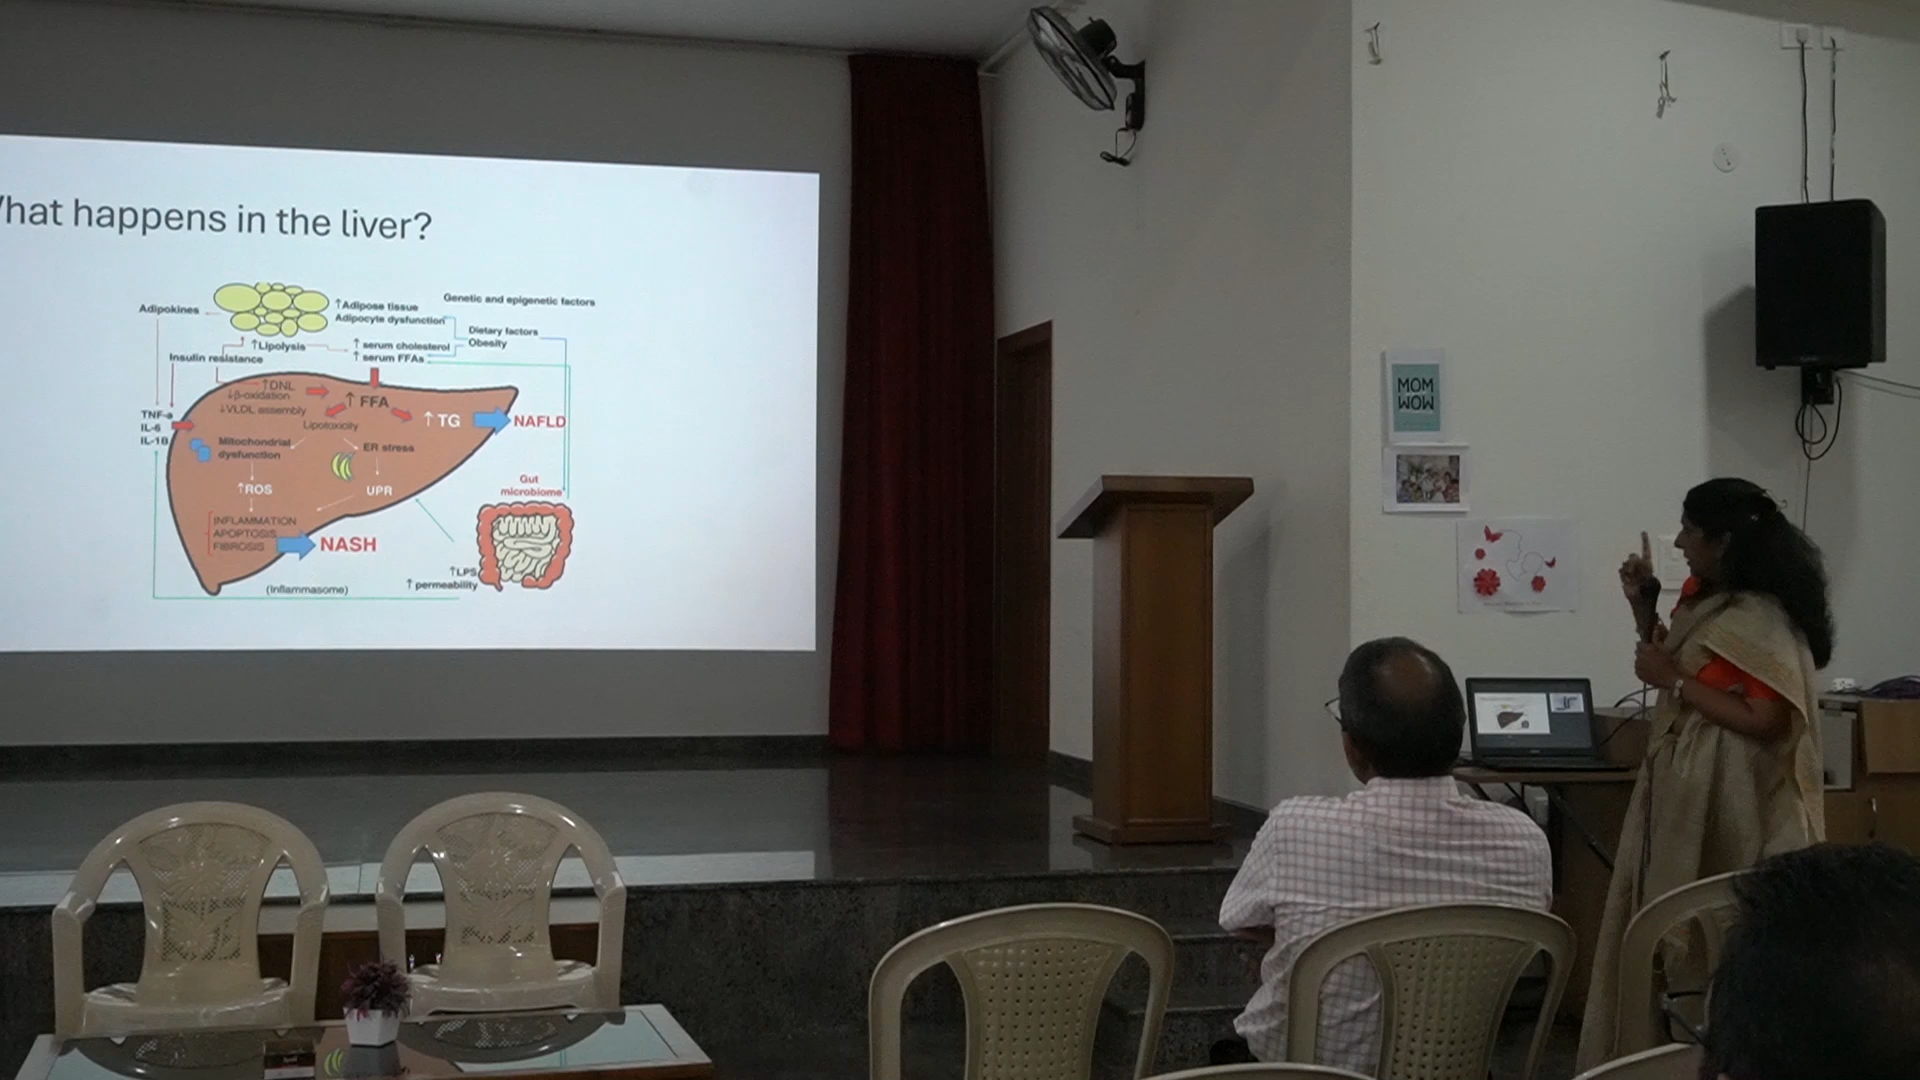 hat happens in the liver?
Adipokines
↑Adipose tissue
Adipocyte dysfunction
Genetic and epigenetic factors
Dietary factors
Obesity
↑Lipolysis
↑ serum cholesterol
↑ serum FFAs
Insulin resistance
↑DNL
↓β-oxidation
↓VLDL assembly
↑ FFA
Lipotoxicity
↑ TG
NAFLD
TNF-a
IL-6
IL-1B
Mitochondrial
dysfunction
ER stress
↑ROS
UPR
Gut
microbiome
INFLAMMATION
APOPTOSIS
FIBROSIS
NASH
(Inflammasome)
↑LPS
↑ permeability
MOM
WOW